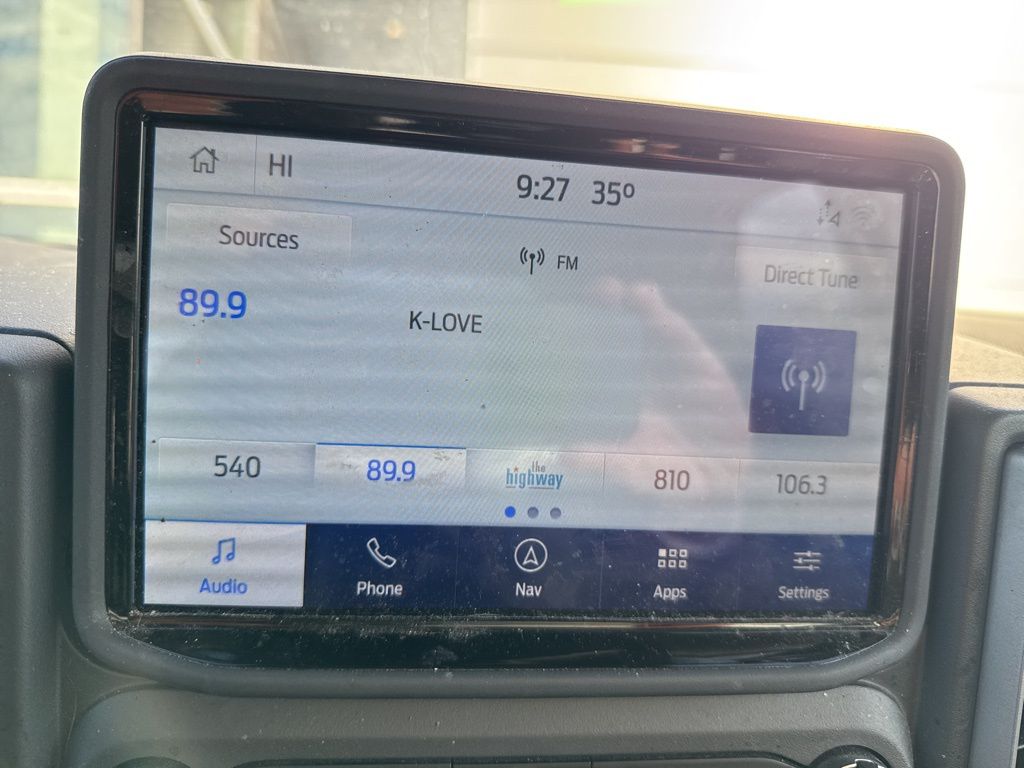 HI
9:27 35º
Sources
FM
Direct Tune
89.9
K-LOVE
540
89.9
the highway
810
106.3
Audio
Phone
Nav
Apps
Settings